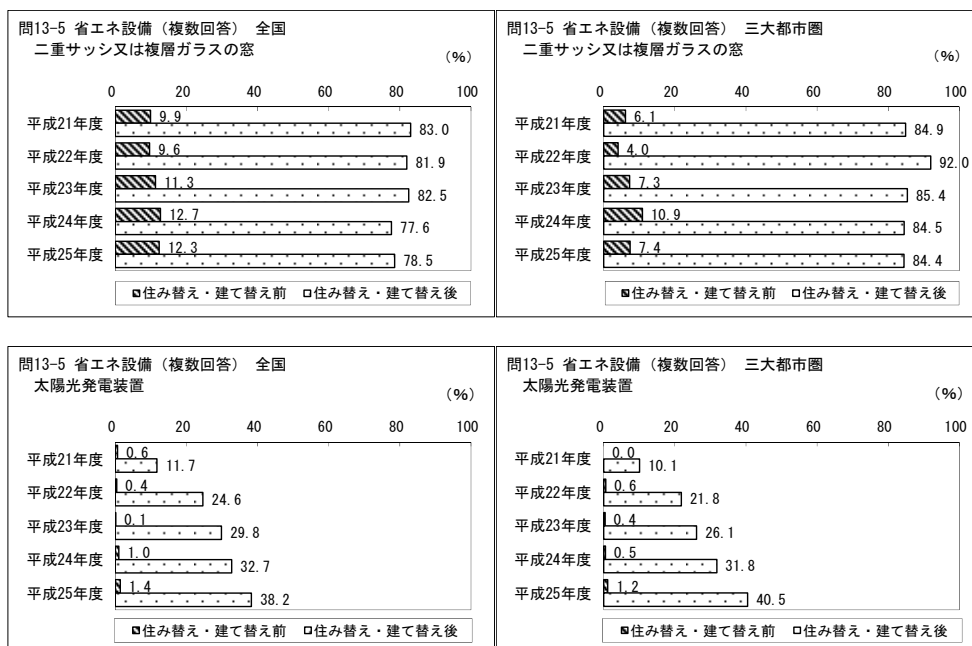 問13-5 省エネ設備（複数回答） 全国
二重サッシ又は複層ガラスの窓
(%)
0 20 40 60 80 100
平成21年度 9.9 83.0
平成22年度 9.6 81.9
平成23年度 11.3 82.5
平成24年度 12.7 77.6
平成25年度 12.3 78.5
住み替え・建て替え前 住み替え・建て替え後
問13-5 省エネ設備（複数回答） 三大都市圏
二重サッシ又は複層ガラスの窓
(%)
0 20 40 60 80 100
平成21年度 6.1 84.9
平成22年度 4.0 92.0
平成23年度 7.3 85.4
平成24年度 10.9 84.5
平成25年度 7.4 84.4
住み替え・建て替え前 住み替え・建て替え後
問13-5 省エネ設備（複数回答） 全国
太陽光発電装置
(%)
0 20 40 60 80 100
平成21年度 0.6 11.7
平成22年度 0.4 24.6
平成23年度 0.1 29.8
平成24年度 1.0 32.7
平成25年度 1.4 38.2
住み替え・建て替え前 住み替え・建て替え後
問13-5 省エネ設備（複数回答） 三大都市圏
太陽光発電装置
(%)
0 20 40 60 80 100
平成21年度 0.0 10.1
平成22年度 0.6 21.8
平成23年度 0.4 26.1
平成24年度 0.5 31.8
平成25年度 1.2 40.5
住み替え・建て替え前 住み替え・建て替え後